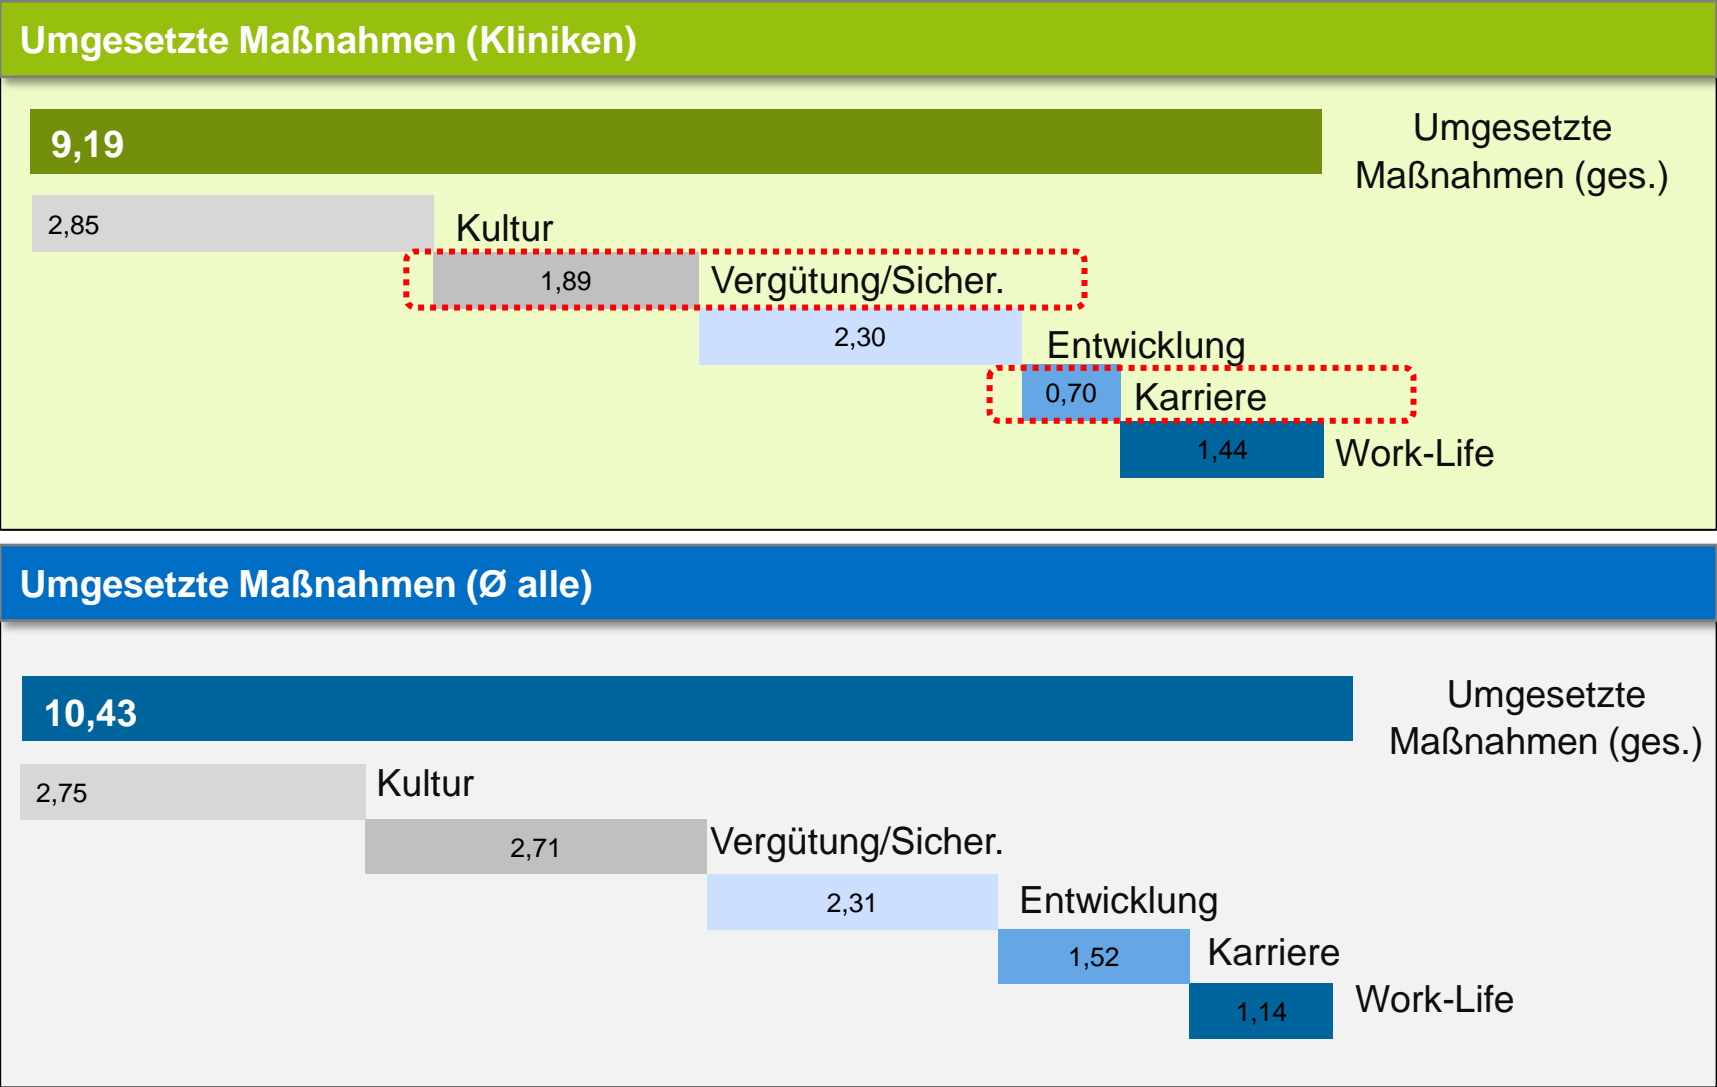 Umgesetzte Maßnahmen (Kliniken)
9,19
Umgesetzte
Maßnahmen (ges.)
2,85
Kultur
1,89
Vergütung/Sicher.
2,30
Entwicklung
0,70
Karriere
1,44
Work-Life
Umgesetzte Maßnahmen (Ø alle)
10,43
Umgesetzte
Maßnahmen (ges.)
2,75
Kultur
2,71
Vergütung/Sicher.
2,31
Entwicklung
1,52
Karriere
1,14
Work-Life